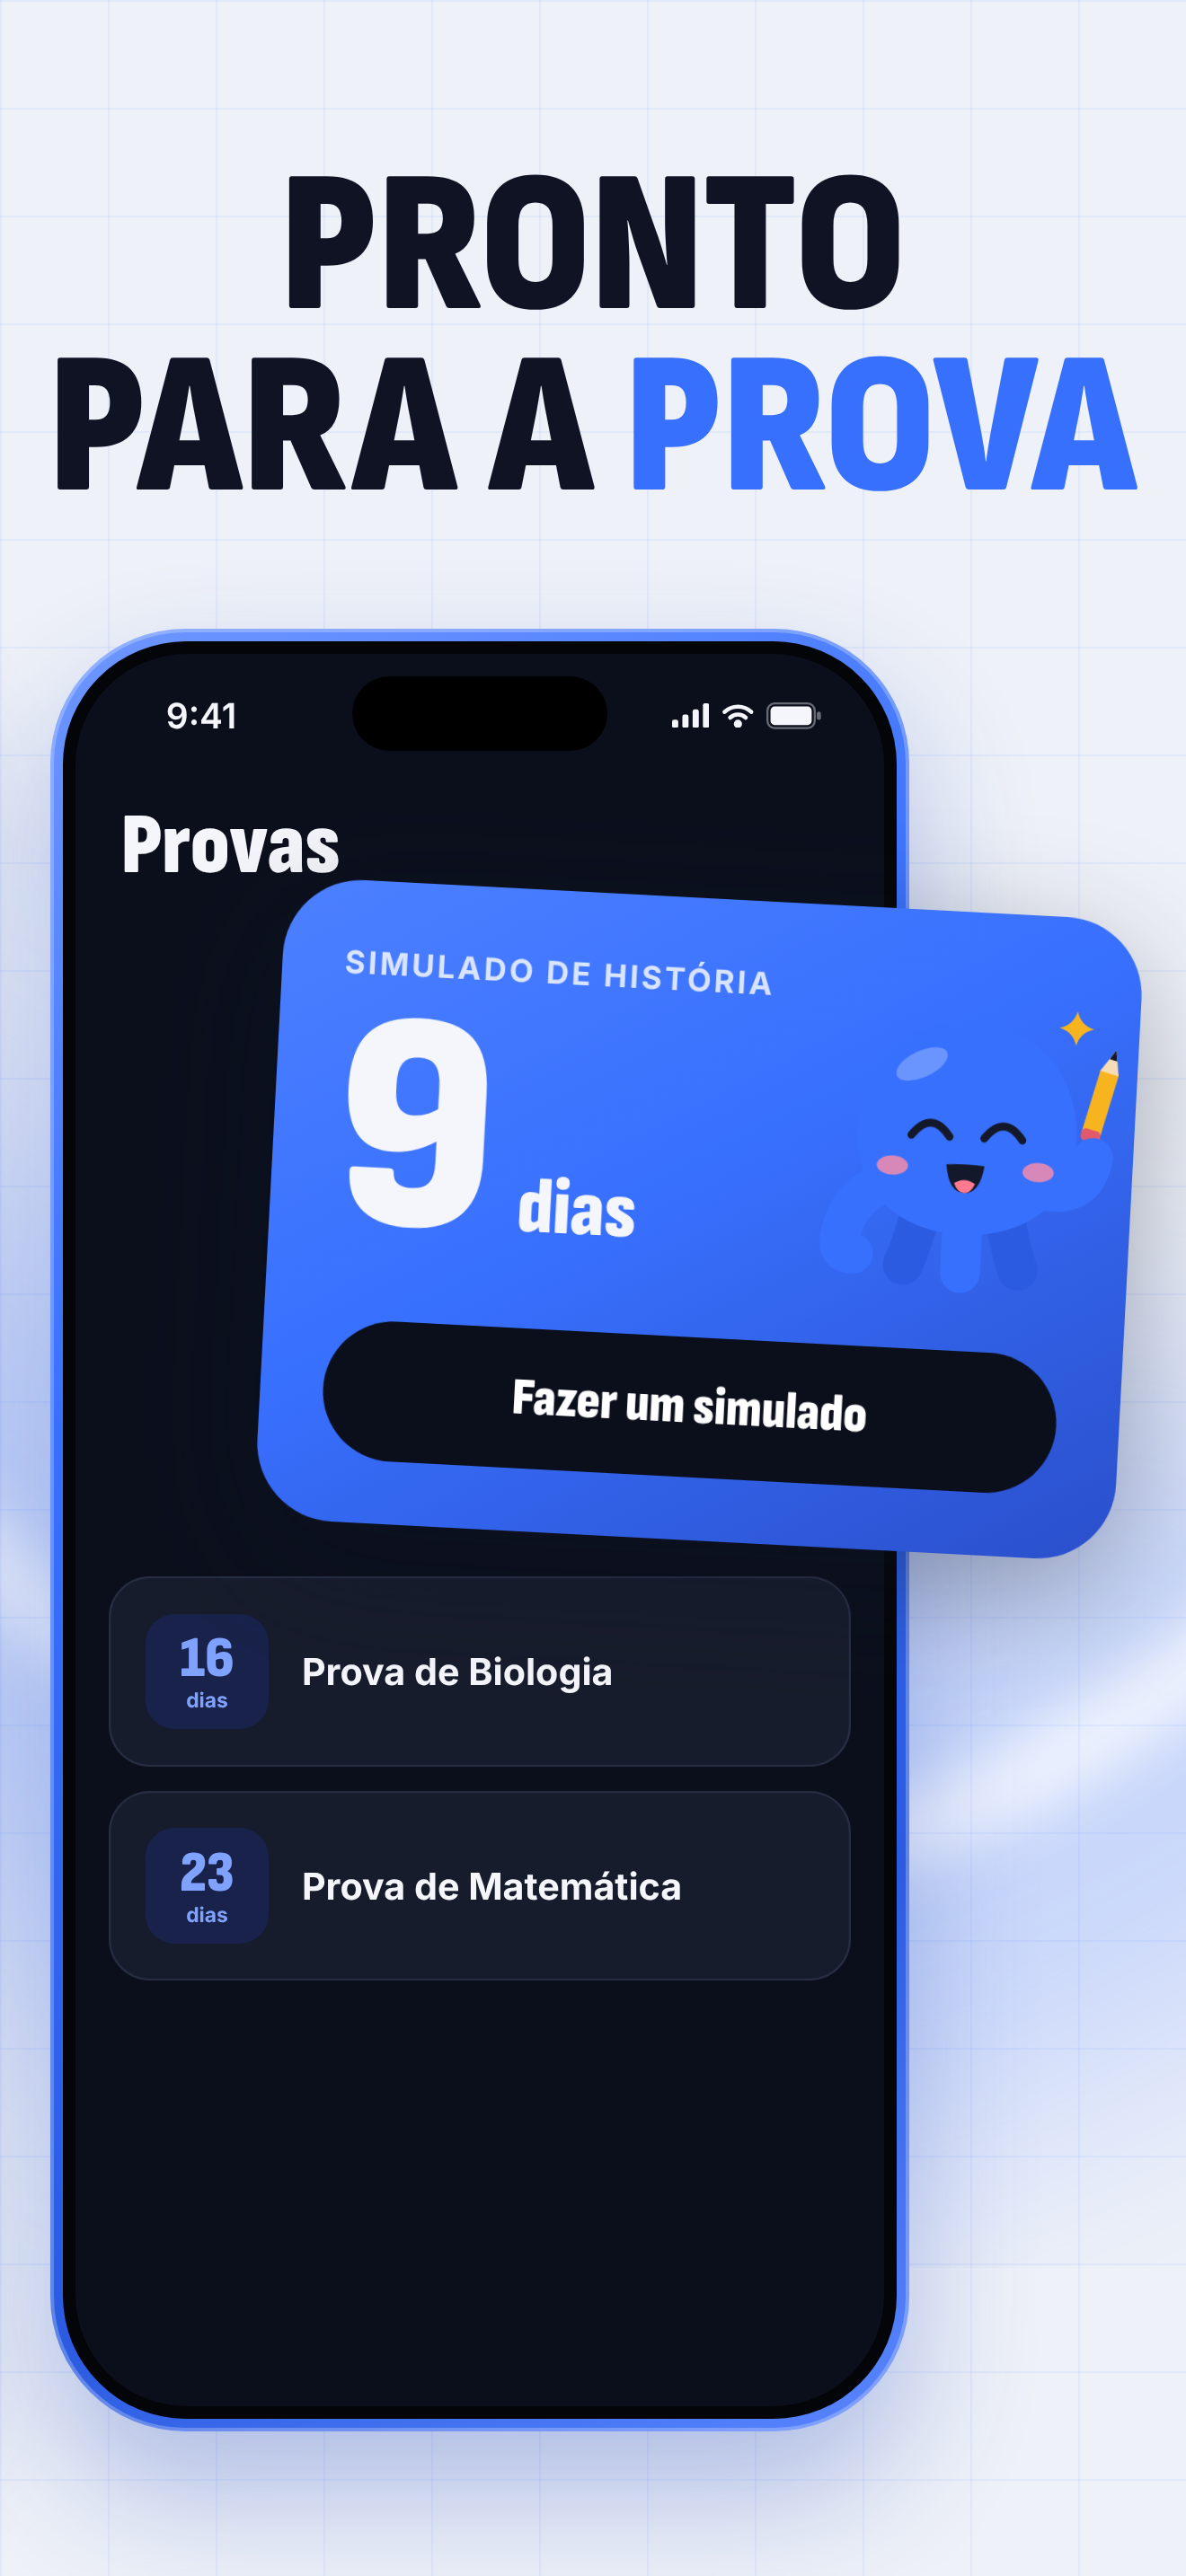 PRONTO
PARA A PROVA
9:41
Provas
SIMULADO DE HISTÓRIA
9 dias
Fazer um simulado
16
dias
Prova de Biologia
23
dias
Prova de Matemática